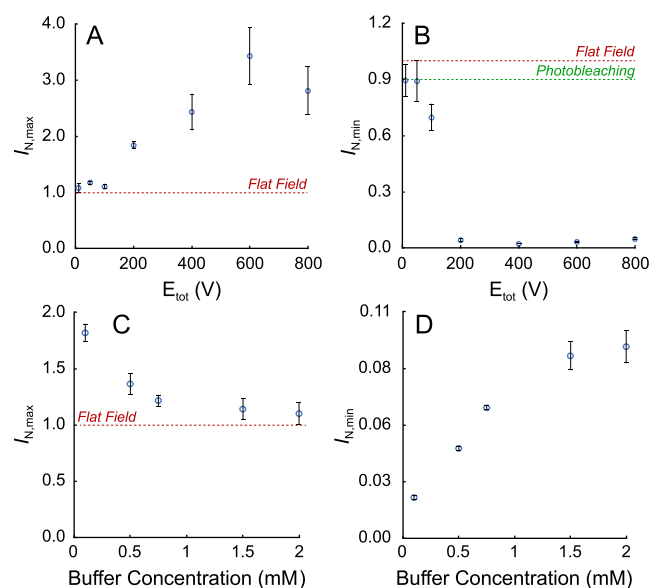 A
I_N,max
4.0
3.0
2.0
1.0
0.0
Flat Field
200 400 600 800
E_tot (V)
B
I_N,min
1.2
0.9
0.6
0.3
0.0
Flat Field
Photobleaching
0 200 400 600 800
E_tot (V)
C
I_N,max
2.0
1.5
1.0
0.5
0.0
Flat Field
0 0.5 1 1.5 2
Buffer Concentration (mM)
D
I_N,min
0.11
0.09
0.06
0.03
0.00
0 0.5 1 1.5 2
Buffer Concentration (mM)